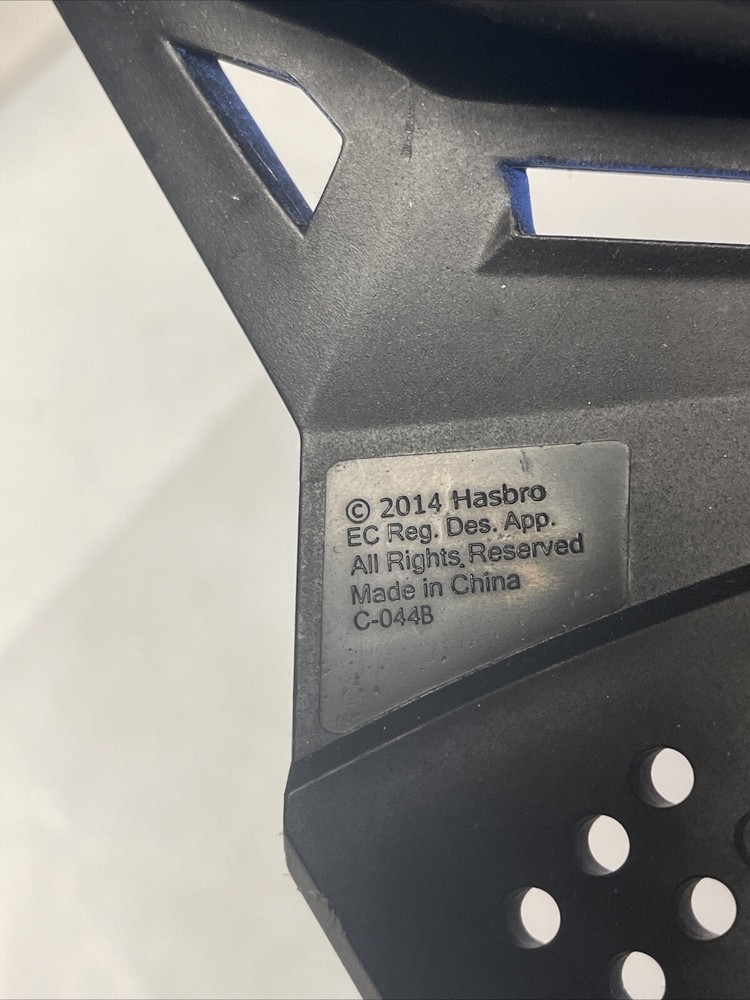 © 2014 Hasbro
EC Reg. Des. App.
All Rights Reserved
Made in China
C-044B